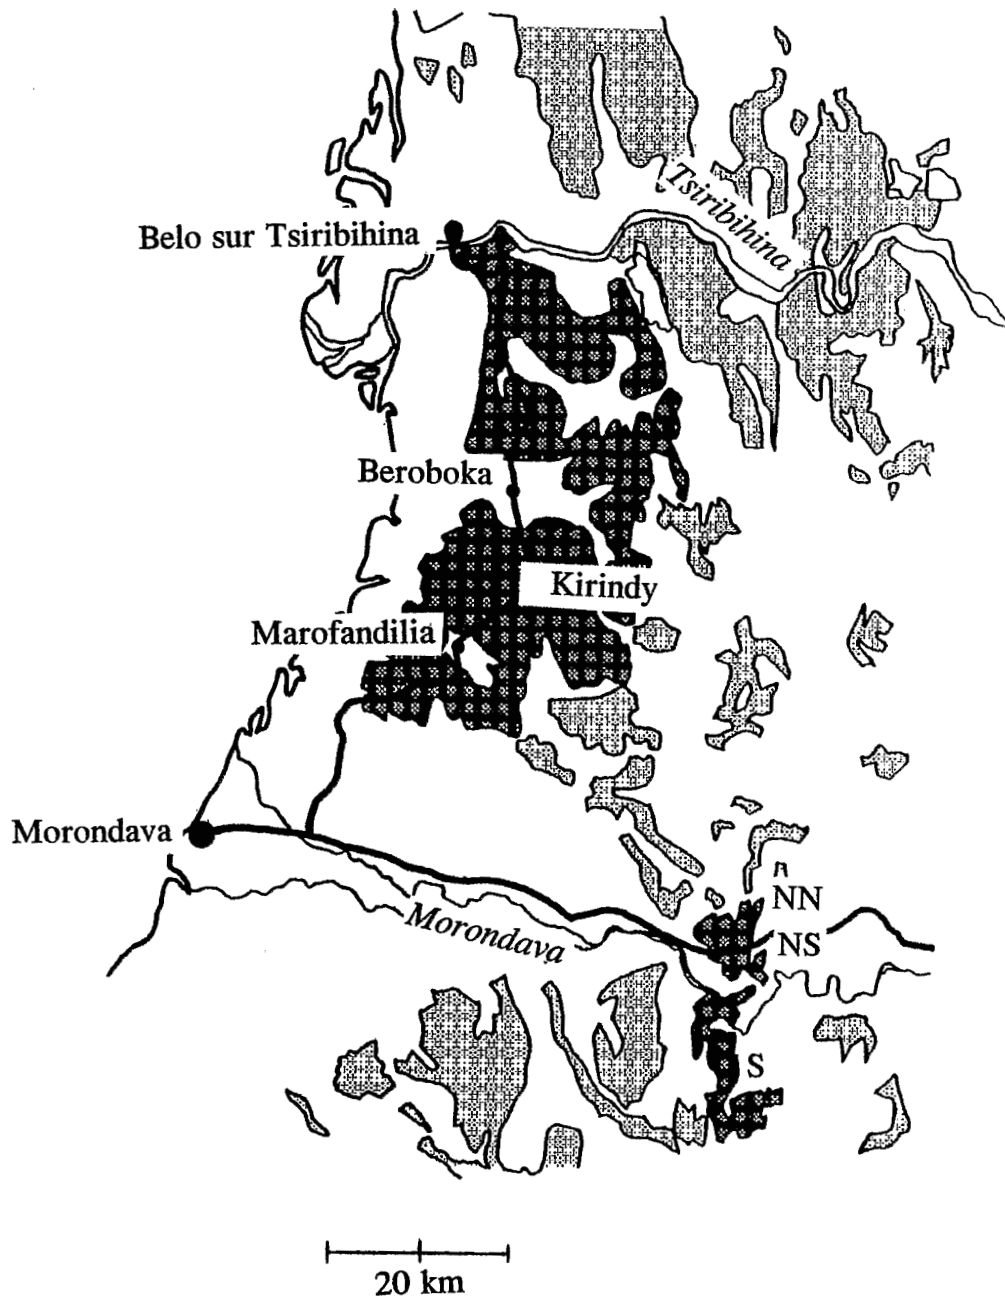 Tsiribihina
Belo sur Tsiribihina
Beroboka
Kirindy
Marofandilia
Morondava
NN
Morondava
NS
S
20 km